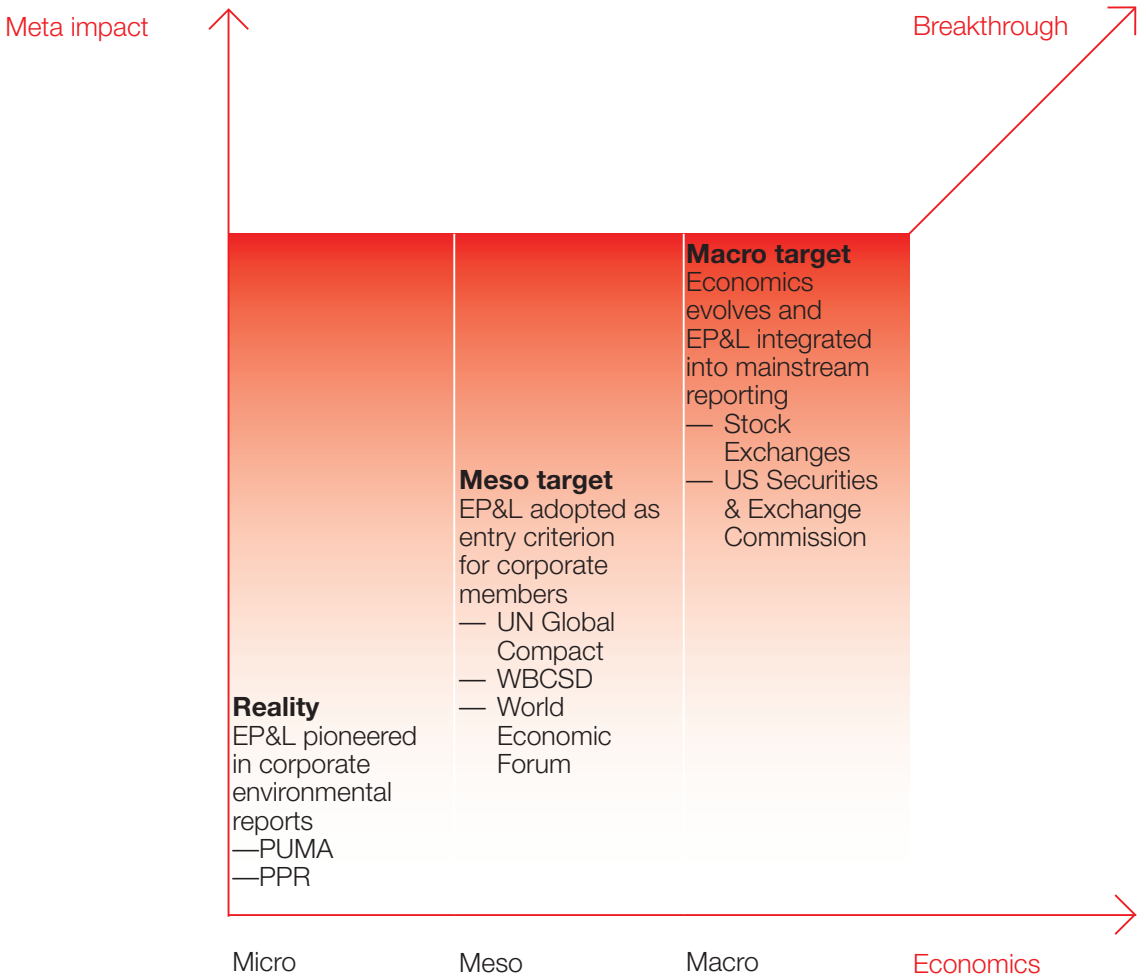 Meta impact
Breakthrough
Macro target
Economics
evolves and
EP&L integrated
into mainstream
reporting
— Stock
Exchanges
— US Securities
& Exchange
Commission
Meso target
EP&L adopted as
entry criterion
for corporate
members
— UN Global
Compact
— WBCSD
— World
Economic
Forum
Reality
EP&L pioneered
in corporate
environmental
reports
—PUMA
—PPR
Micro
Meso
Macro
Economics